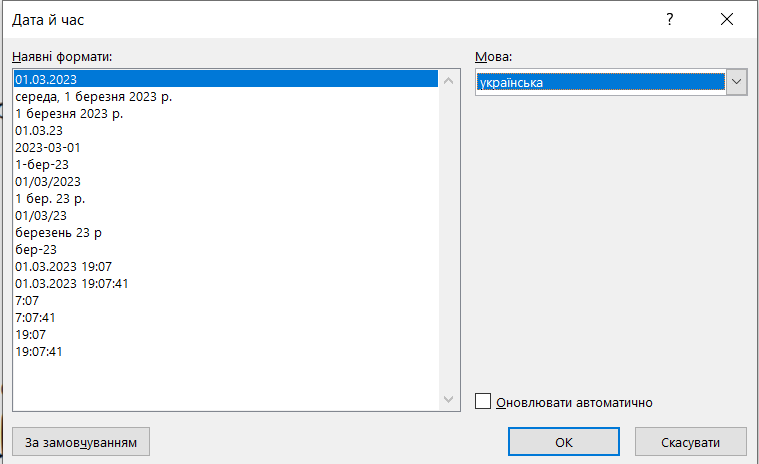 Дата й час
?
Наявні формати:
Мова:
01.03.2023
українська
середа, 1 березня 2023 р.
1 березня 2023 р.
01.03.23
2023-03-01
1-бер-23
01/03/2023
1 бер. 23 р.
01/03/23
березень 23 р
бер-23
01.03.2023 19:07
01.03.2023 19:07:41
7:07
7:07:41
19:07
19:07:41
Оновлювати автоматично
За замовчуванням
ОК
Скасувати